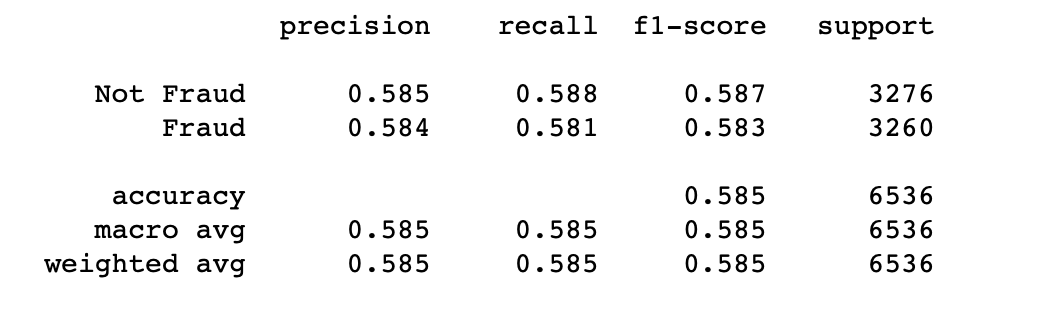 precision recall f1-score support
Not Fraud 0.585 0.588 0.587 3276
Fraud 0.584 0.581 0.583 3260
accuracy 0.585 6536
macro avg 0.585 0.585 0.585 6536
weighted avg 0.585 0.585 0.585 6536